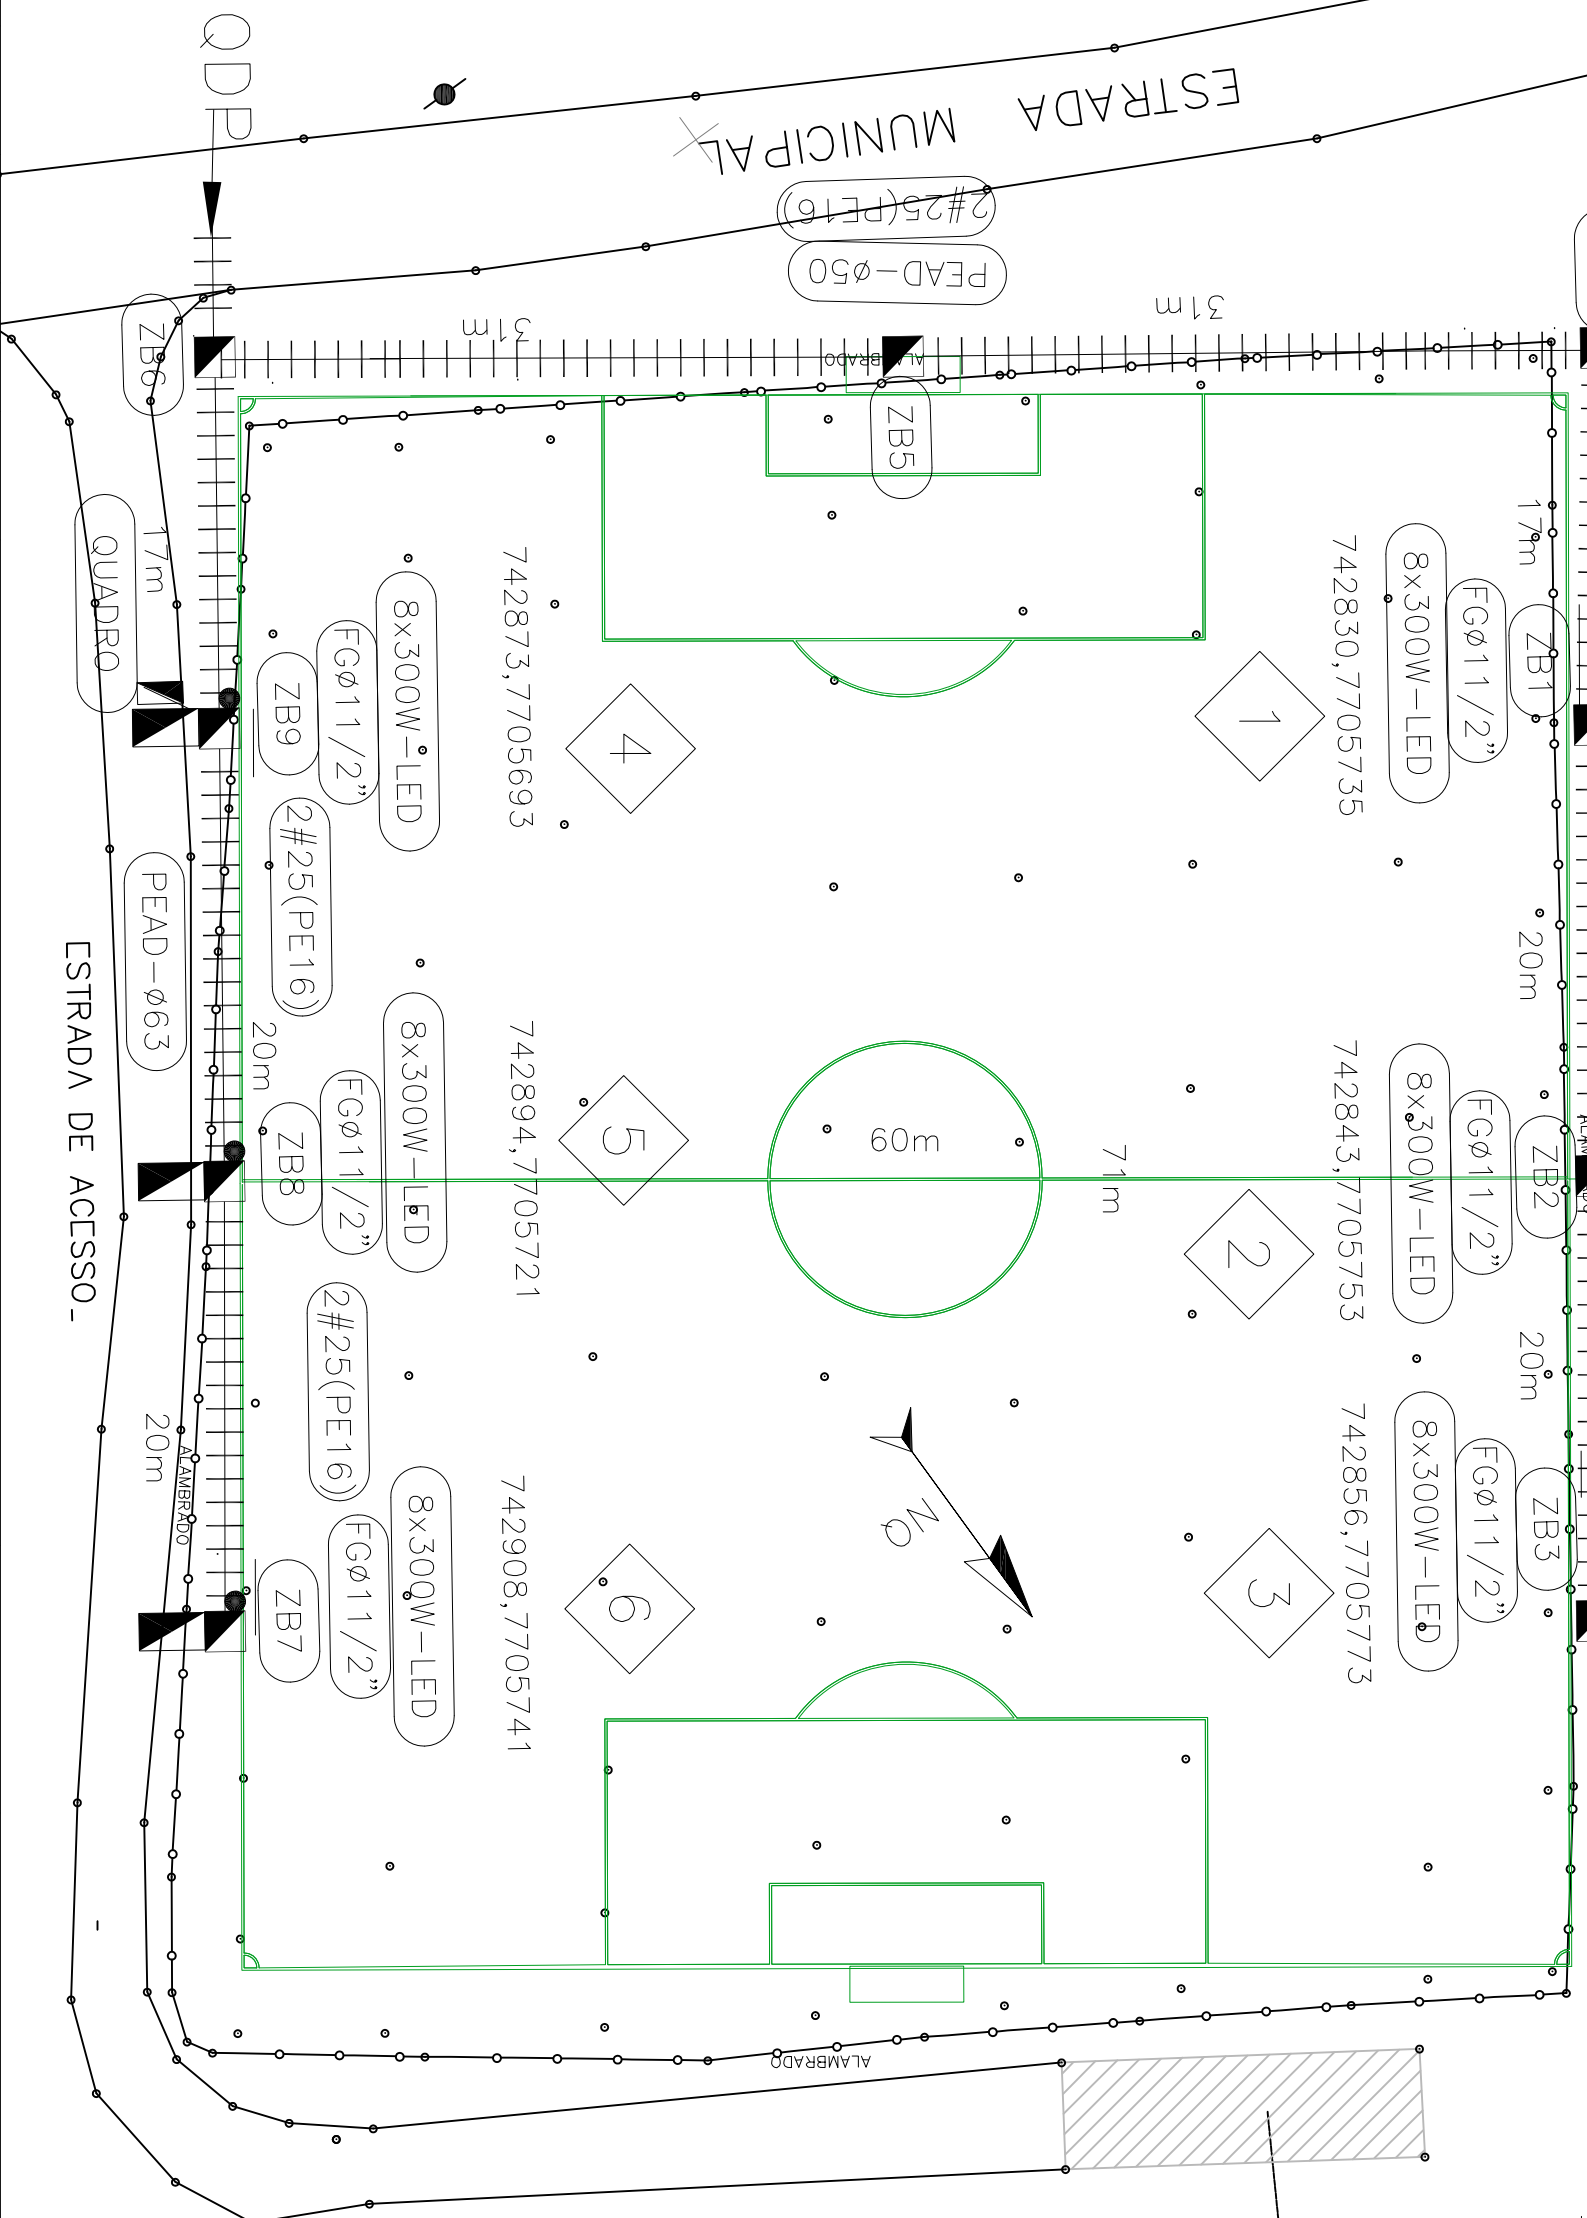 QDP
ESTRADA MUNICIPAL
2#25(PE16)
PEAD-ø50
31m
31m
ZB6
ALAMBRADO
ZB5
17m
QUADRO
17m
ZB9
FGø11/2"
8x300W-LED
742873,7705693
4
1
742830,7705735
8x300W-LED
FGø11/2"
ZB1
2#25(PE16)
PEAD-ø63
ESTRADA DE ACESSO
20m
20m
ZB8
FGø11/2"
8x300W-LED
742894,7705721
5
60m
71m
2
742843,7705753
8x300W-LED
FGø11/2"
ZB2
2#25(PE16)
20m
20m
ALAMBRADO
ZB7
FGø11/2"
8x300W-LED
742908,7705741
6
NQ
3
742856,7705773
8x300W-LED
FGø11/2"
ZB3
ALAMBRADO